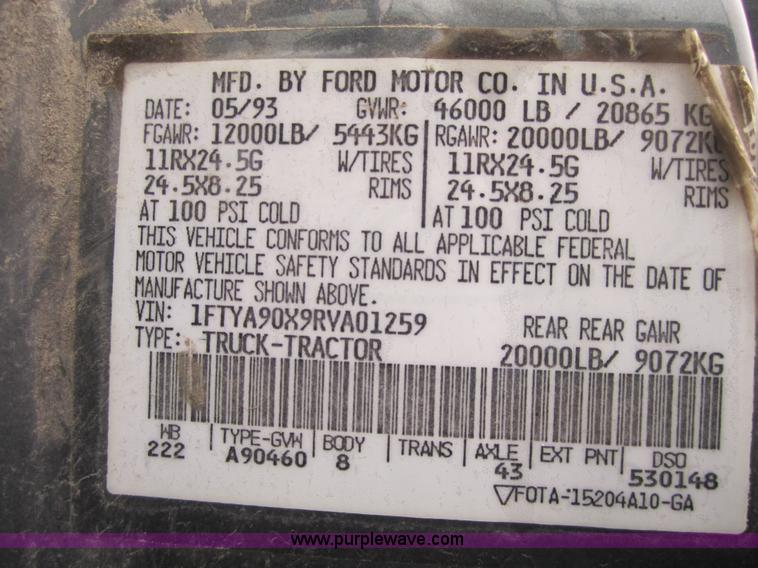 MFD. BY FORD MOTOR CO. IN U.S.A.
DATE: 05/93 GVWR: 46000 LB / 20865 KG
FGAWR: 12000LB/ 5443KG RGAWR: 20000LB/ 9072KG
11RX24.5G W/TIRES 11RX24.5G W/TIRES
24.5X8.25 RIMS 24.5X8.25 RIMS
AT 100 PSI COLD AT 100 PSI COLD
THIS VEHICLE CONFORMS TO ALL APPLICABLE FEDERAL
MOTOR VEHICLE SAFETY STANDARDS IN EFFECT ON THE DATE OF
MANUFACTURE SHOWN ABOVE.
VIN: 1FTYA90X9RVA01259 REAR REAR GAWR
TYPE: TRUCK-TRACTOR 20000LB/ 9072KG
WB TYPE-GVW BODY TRANS AXLE EXT PNT DSO
222 A90460 8 43 530148
▽FOTA-15204A10-GA
www.purplewave.com